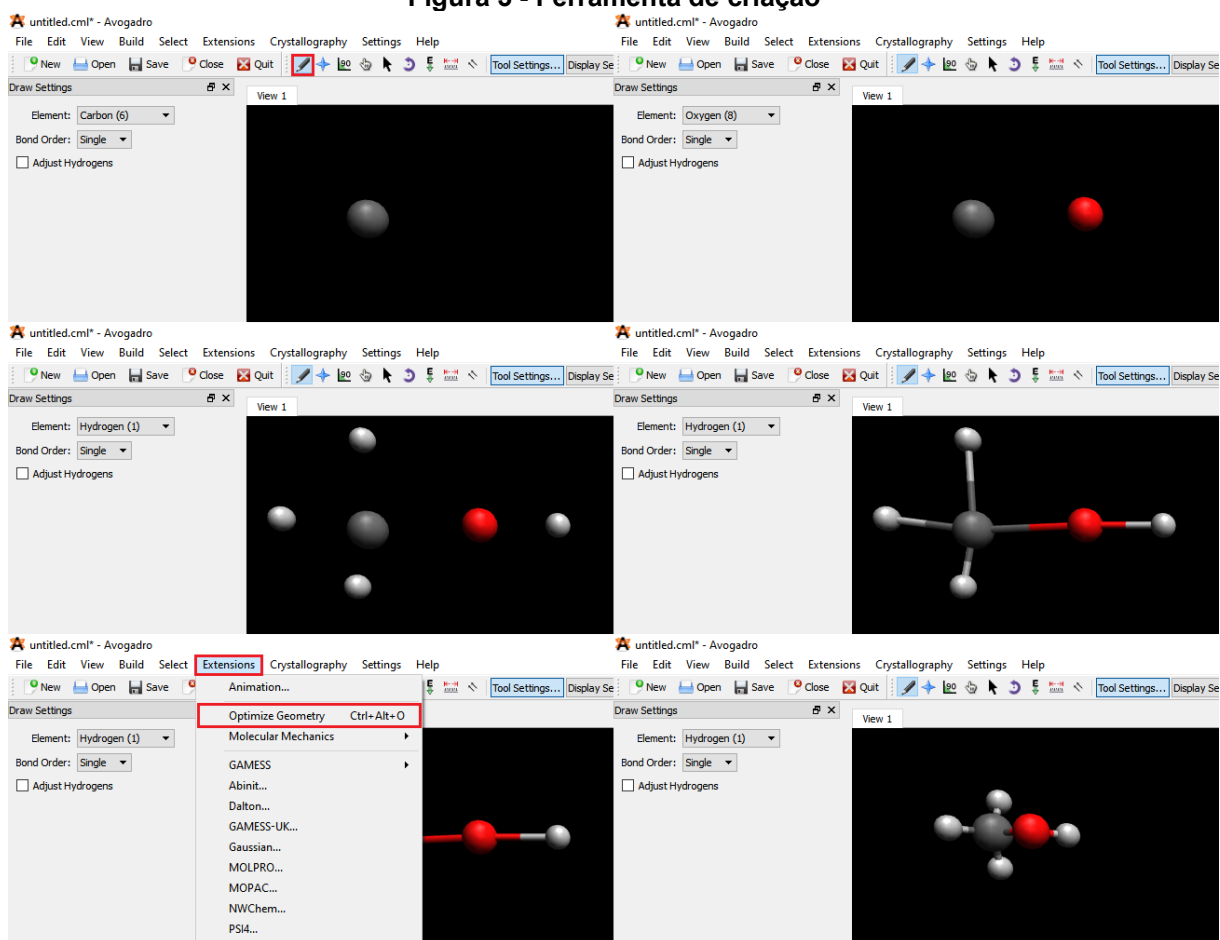 Figura 3 - Ferramenta de criação
untitled.cml* - Avogadro
File Edit View Build Select Extensions Crystallography Settings Help
New Open Save Close Quit Tool Settings... Display Se
Draw Settings
View 1
Element: Carbon (6)
Bond Order: Single
Adjust Hydrogens
untitled.cml* - Avogadro
File Edit View Build Select Extensions Crystallography Settings Help
New Open Save Close Quit Tool Settings... Display Se
Draw Settings
View 1
Element: Oxygen (8)
Bond Order: Single
Adjust Hydrogens
untitled.cml* - Avogadro
File Edit View Build Select Extensions Crystallography Settings Help
New Open Save Close Quit Tool Settings... Display Se
Draw Settings
View 1
Element: Hydrogen (1)
Bond Order: Single
Adjust Hydrogens
untitled.cml* - Avogadro
File Edit View Build Select Extensions Crystallography Settings Help
New Open Save Close Quit Tool Settings... Display Se
Draw Settings
View 1
Element: Hydrogen (1)
Bond Order: Single
Adjust Hydrogens
untitled.cml* - Avogadro
File Edit View Build Select Extensions Crystallography Settings Help
New Open Save Tool Settings... Display Se
Draw Settings
Element: Hydrogen (1)
Bond Order: Single
Adjust Hydrogens
Animation...
Optimize Geometry Ctrl+Alt+O
Molecular Mechanics
GAMESS
Abinit...
Dalton...
GAMESS-UK...
Gaussian...
MOLPRO...
MOPAC...
NWChem...
PSI4...
untitled.cml* - Avogadro
File Edit View Build Select Extensions Crystallography Settings Help
New Open Save Close Quit Tool Settings... Display Se
Draw Settings
View 1
Element: Hydrogen (1)
Bond Order: Single
Adjust Hydrogens